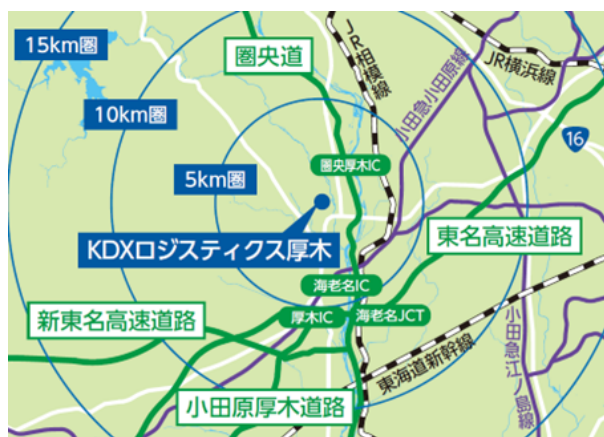 15km圏
圏央道
JR相模線
小田急小田原線
JR横浜線
10km圏
16
圏央厚木IC
5km圏
KDXロジスティクス厚木
東名高速道路
海老名IC
新東名高速道路
厚木IC
海老名JCT
東海道新幹線
小田急江ノ島線
小田原厚木道路